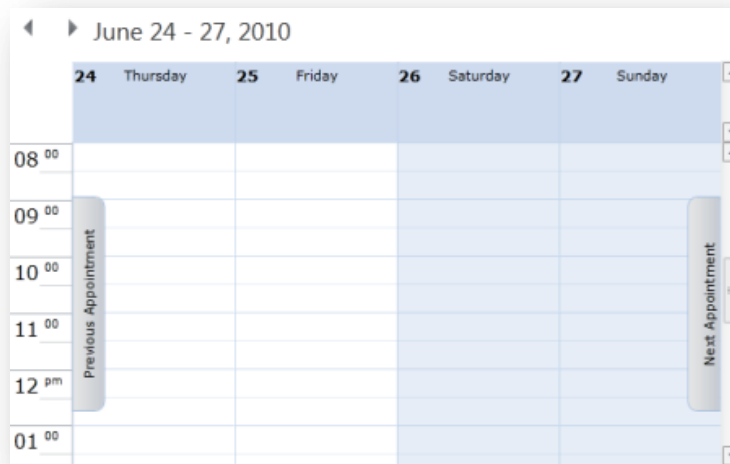 June 24 - 27, 2010
24 Thursday 25 Friday 26 Saturday 27 Sunday
08 00
09 00
Previous Appointment
Next Appointment
10 00
11 00
12 pm
01 00